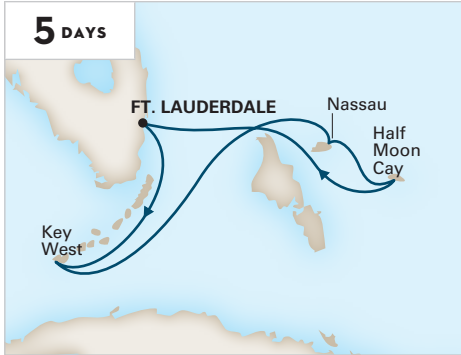 5 DAYS
FT. LAUDERDALE
Nassau
Half
Moon
Cay
Key
West